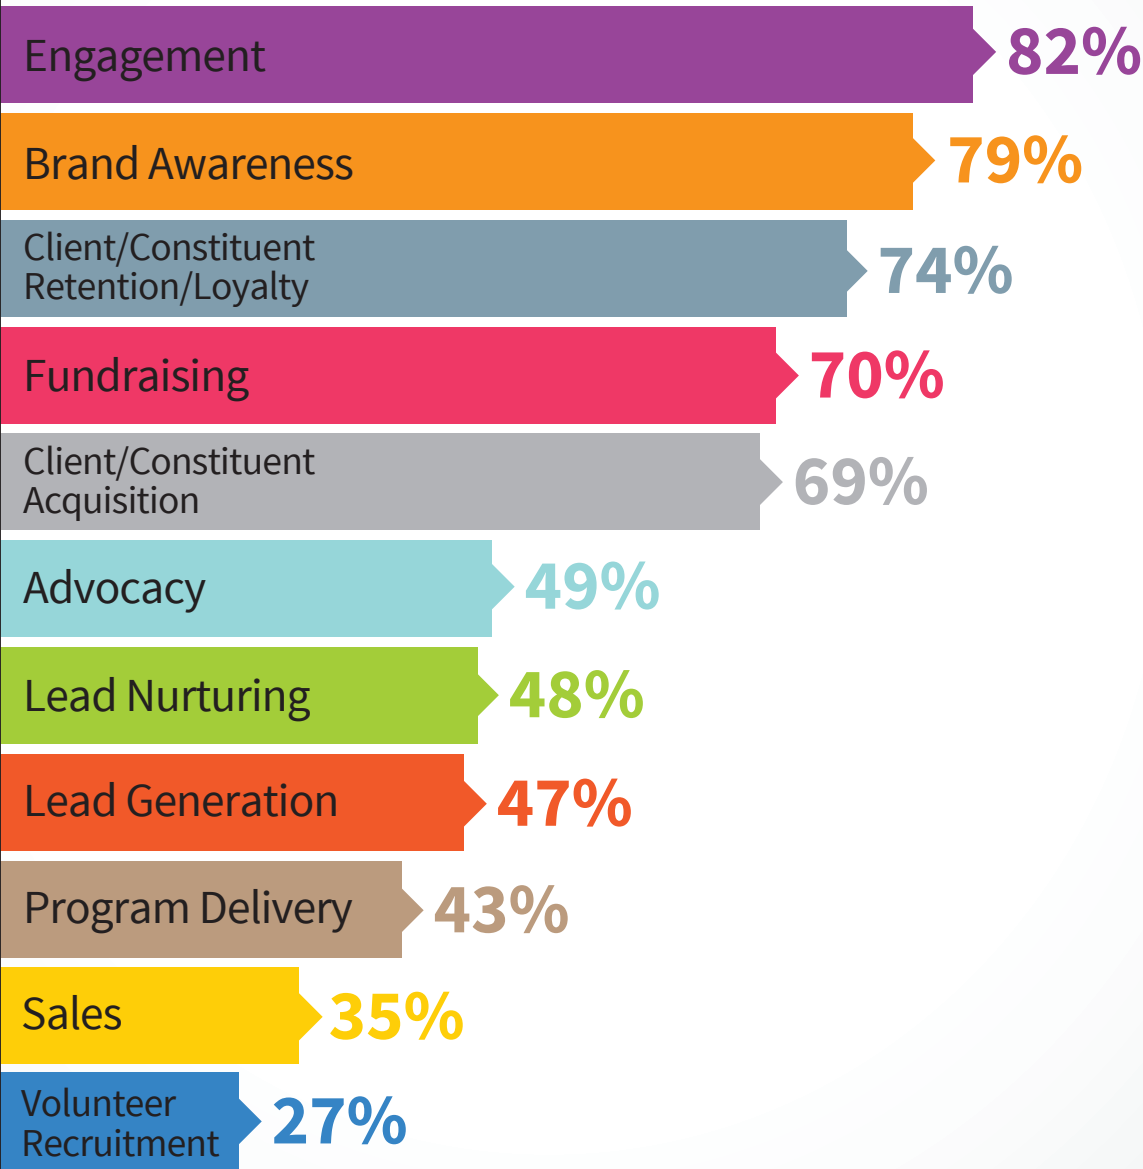 Engagement 82%
Brand Awareness 79%
Client/Constituent
Retention/Loyalty 74%
Fundraising 70%
Client/Constituent
Acquisition 69%
Advocacy 49%
Lead Nurturing 48%
Lead Generation 47%
Program Delivery 43%
Sales 35%
Volunteer
Recruitment 27%